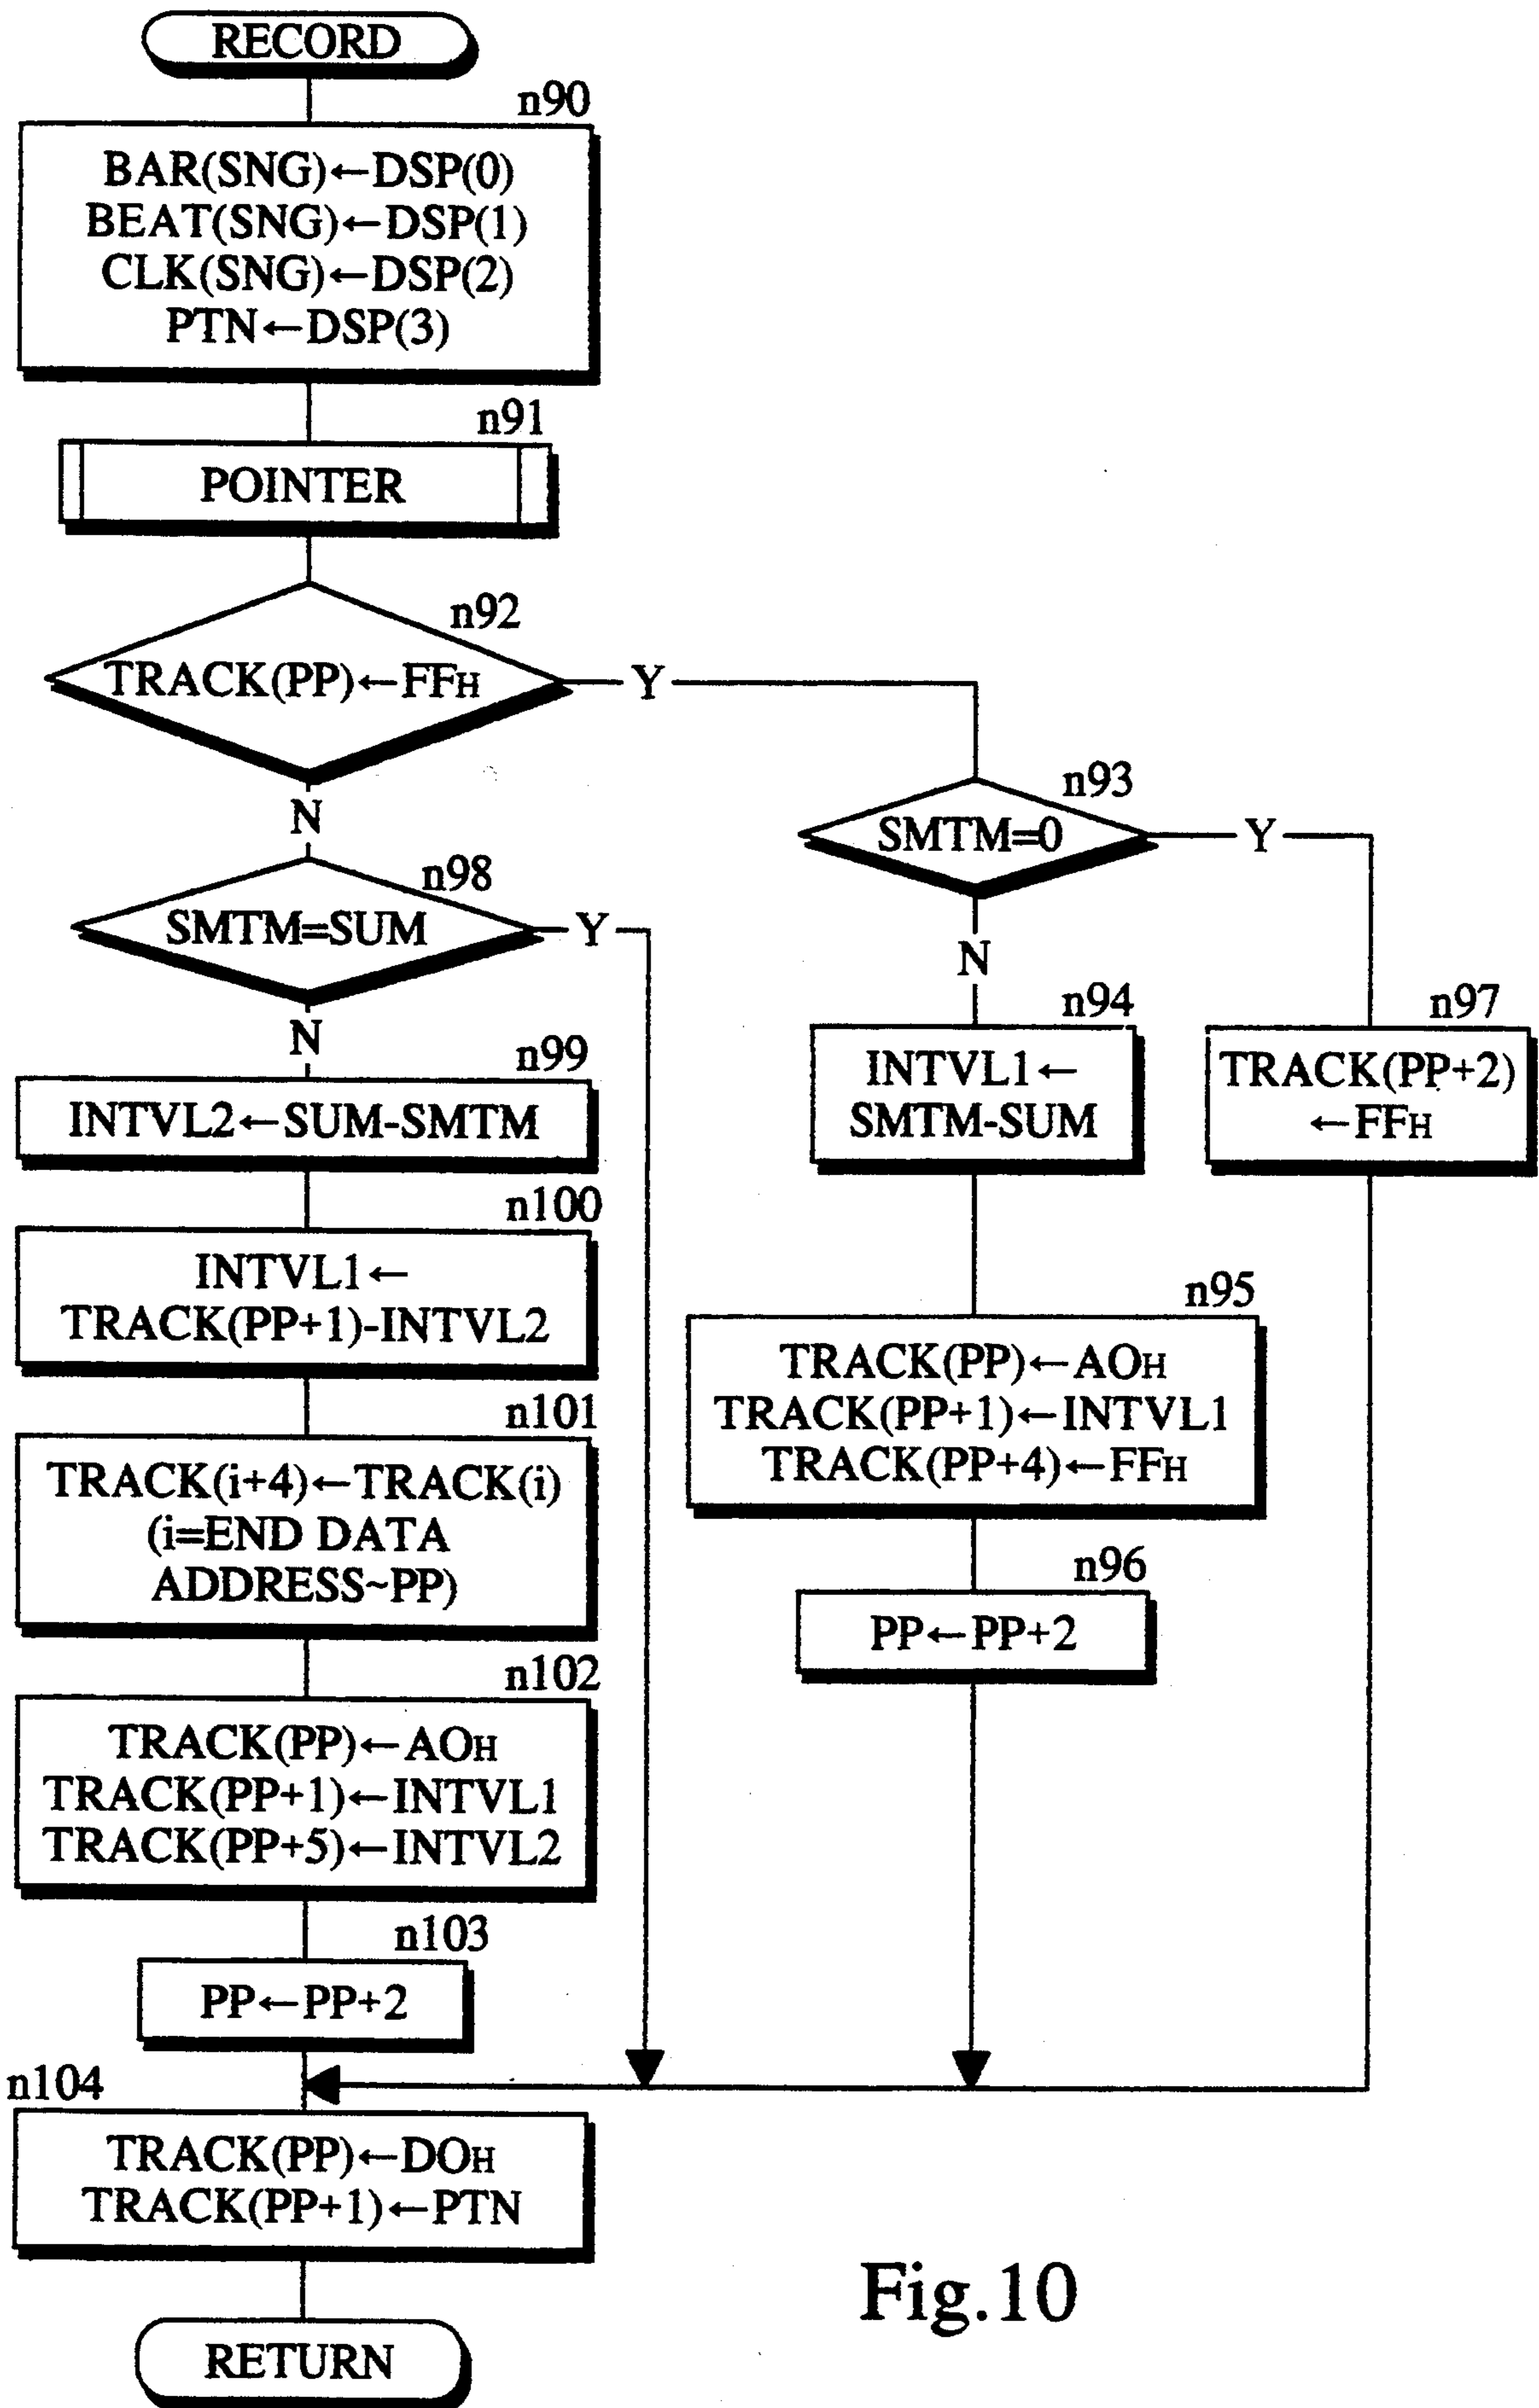 RECORD
n90
BAR(SNG)←DSP(0)
BEAT(SNG)←DSP(1)
CLK(SNG)←DSP(2)
PTN←DSP(3)
n91
POINTER
n92
TRACK(PP)←FFH
Y
N
n93
SMTM=0
Y
N
n94
INTVL1←
SMTM-SUM
n97
TRACK(PP+2)
←FFH
n95
TRACK(PP)←AOH
TRACK(PP+1)←INTVL1
TRACK(PP+4)←FFH
n96
PP←PP+2
n98
SMTM=SUM
Y
N
n99
INTVL2←SUM-SMTM
n100
INTVL1←
TRACK(PP+1)-INTVL2
n101
TRACK(i+4)←TRACK(i)
(i=END DATA
ADDRESS~PP)
n102
TRACK(PP)←AOH
TRACK(PP+1)←INTVL1
TRACK(PP+5)←INTVL2
n103
PP←PP+2
n104
TRACK(PP)←DOH
TRACK(PP+1)←PTN
RETURN
Fig.10